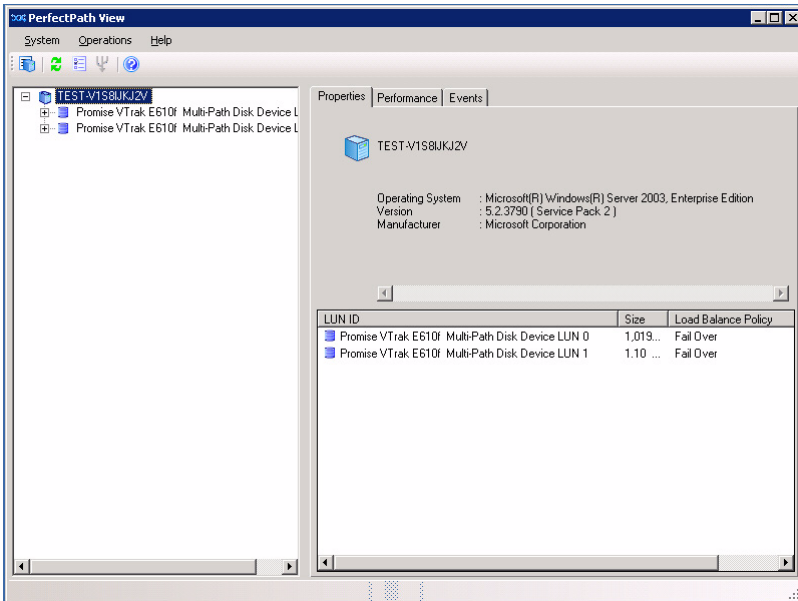 PerfectPath View
System Operations Help
TEST-V1S8IJKJ2V
Promise VTrak E610f Multi-Path Disk Device L
Promise VTrak E610f Multi-Path Disk Device L
Properties Performance Events
TEST-V1S8IJKJ2V
Operating System : Microsoft(R) Windows(R) Server 2003, Enterprise Edition
Version : 5.2.3790 ( Service Pack 2 )
Manufacturer : Microsoft Corporation
LUN ID Size Load Balance Policy
Promise VTrak E610f Multi-Path Disk Device LUN 0 1,019... Fail Over
Promise VTrak E610f Multi-Path Disk Device LUN 1 1.10 ... Fail Over